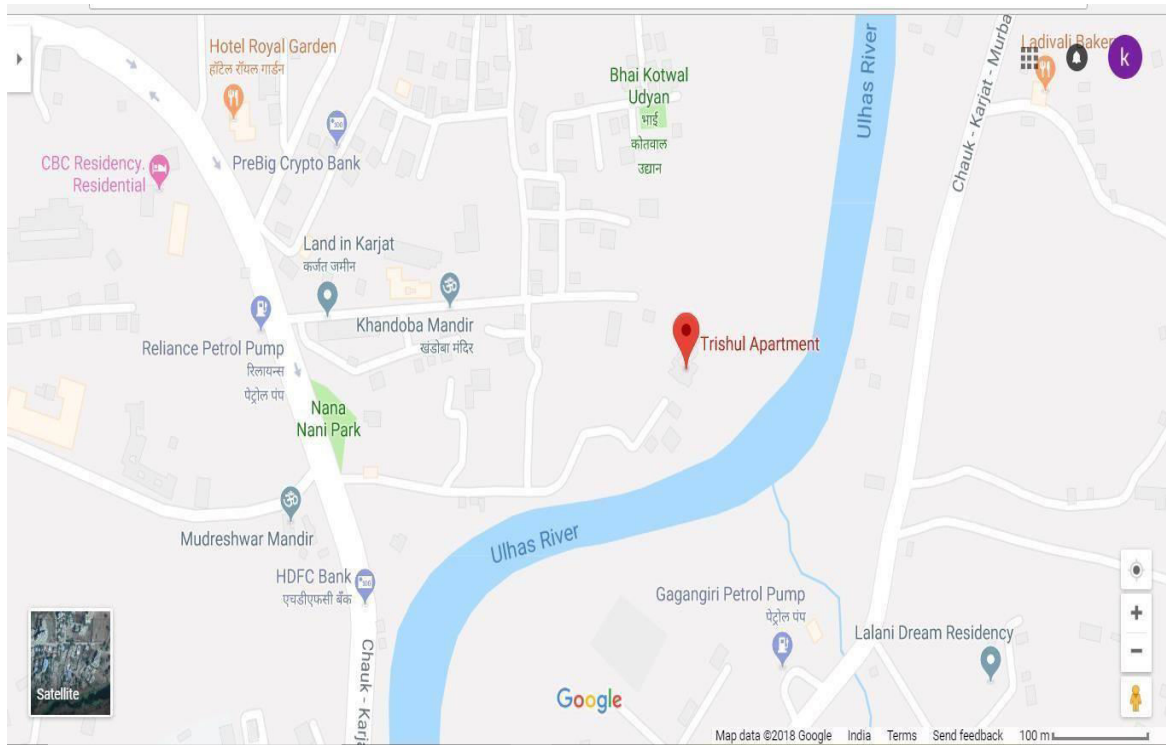 Hotel Royal Garden
हॉटेल रॉयल गार्डन
Bhai Kotwal
Udyan
भाई
कोतवाल
उद्यान
Ulhas River
Chauk - Karjat - Murba
Ladivali Baker
k
CBC Residency.
Residential
PreBig Crypto Bank
Land in Karjat
कर्जत जमीन
Khandoba Mandir
खंडोबा मंदिर
Reliance Petrol Pump
रिलायन्स
पेट्रोल पंप
Trishul Apartment
Nana
Nani Park
Mudreshwar Mandir
Ulhas River
HDFC Bank
एचडीएफसी बँक
Gagangiri Petrol Pump
पेट्रोल पंप
Lalani Dream Residency
Chauk - Karj
Satellite
Google
Map data ©2018 Google India Terms Send feedback 100 m